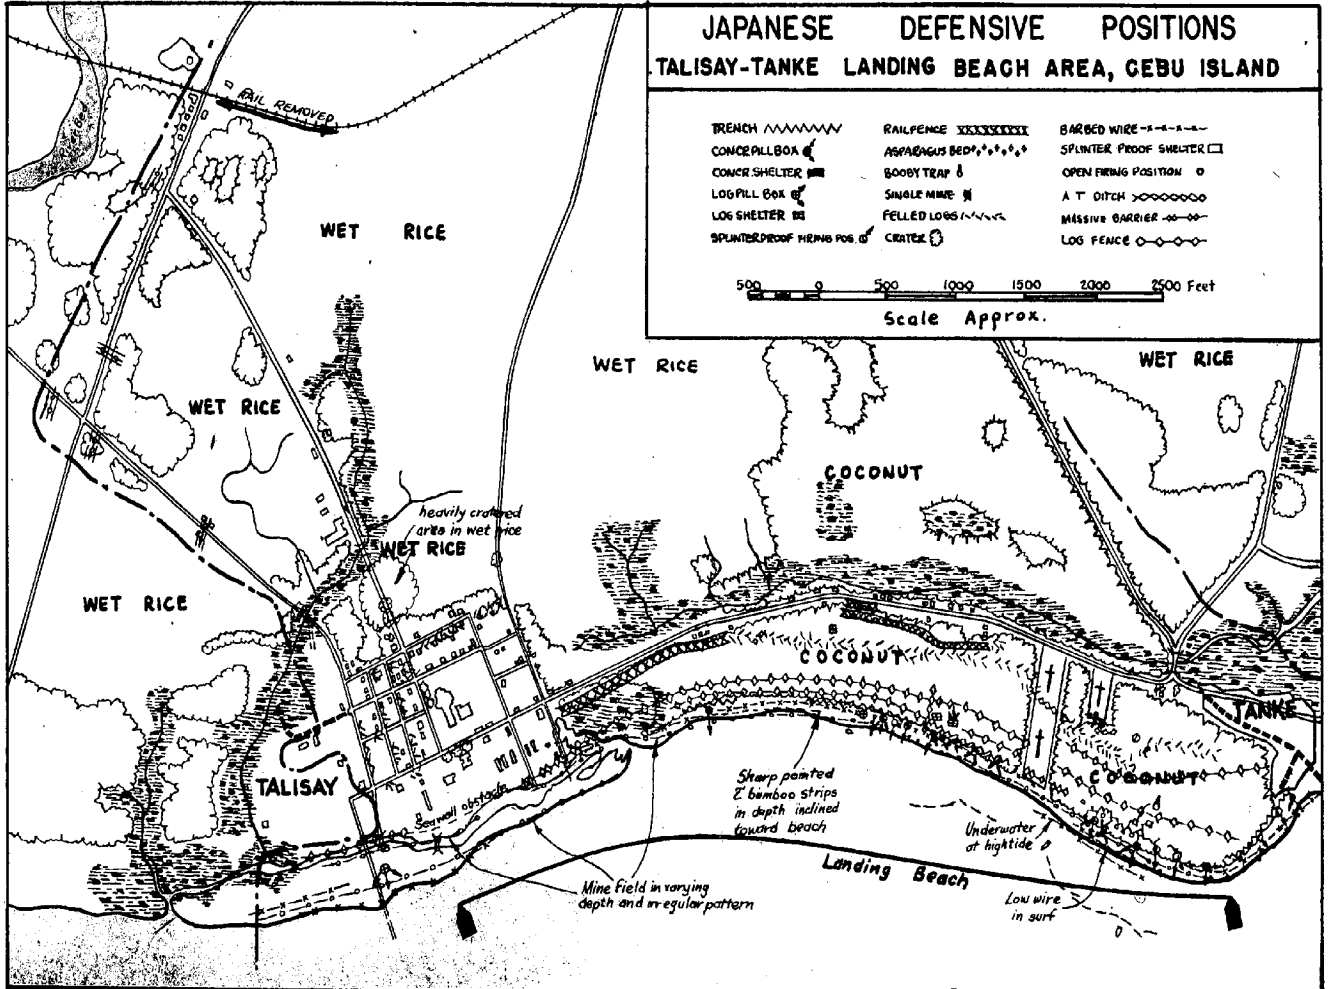 JAPANESE DEFENSIVE POSITIONS
TALISAY-TANKE LANDING BEACH AREA, CEBU ISLAND
TRENCH
CONCR PILL BOX
CONCR. SHELTER
LOG PILL BOX
LOG SHELTER
SPLINTERPROOF FIRING POS.
RAILFENCE
ASPARAGUS BED
BOOBY TRAP
SINGLE MINE
FELLED LOGS
CRATER
BARBED WIRE
SPLINTER PROOF SHELTER
OPEN FIRING POSITION
A T DITCH
MASSIVE BARRIER
LOG FENCE
500 0 500 1000 1500 2000 2500 Feet
Scale Approx.
RAIL REMOVED
WET RICE
WET RICE
WET RICE
WET RICE
COCONUT
heavily cratered
area in wet rice
WET RICE
WET RICE
COCONUT
TANKE
COCONUT
TALISAY
Seawall obstacle
Sharp pointed
2' bamboo strips
in depth inclined
toward beach
Underwater
at hightide
Landing Beach
Mine field in varying
depth and irregular pattern
Low wire
in surf